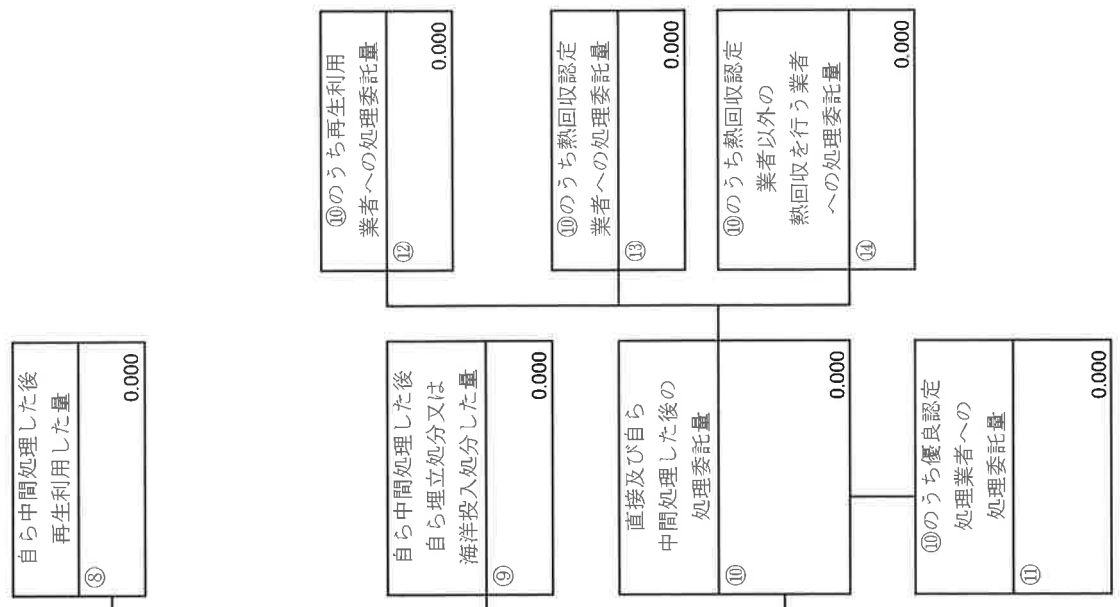 自ら中間処理した後
再生利用した量
⑧
0.000
自ら中間処理した後
自ら埋立処分又は
海洋投入処分した量
⑨
0.000
直接及び自ら
中間処理した後の
処理委託量
⑩
0.000
⑩のうち優良認定
処理業者への
処理委託量
⑪
0.000
⑩のうち再生利用
業者への処理委託量
⑫
0.000
⑩のうち熱回収認定
業者への処理委託量
⑬
0.000
⑩のうち熱回収認定
業者以外の
熱回収を行う業者
への処理委託量
⑭
0.000